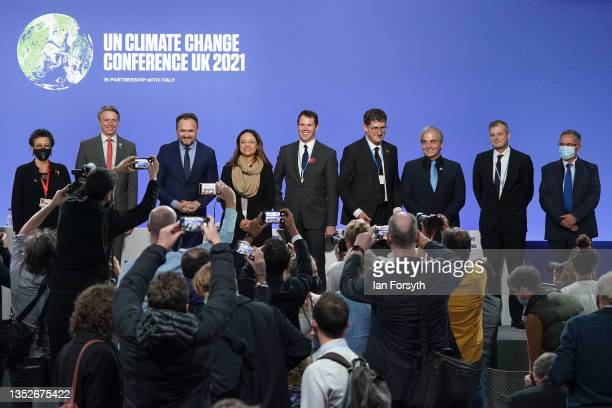 UN CLIMATE CHANGE
CONFERENCE UK 2021
IN PARTNERSHIP WITH ITALY
gettyimages
Ian Forsyth
1352675422